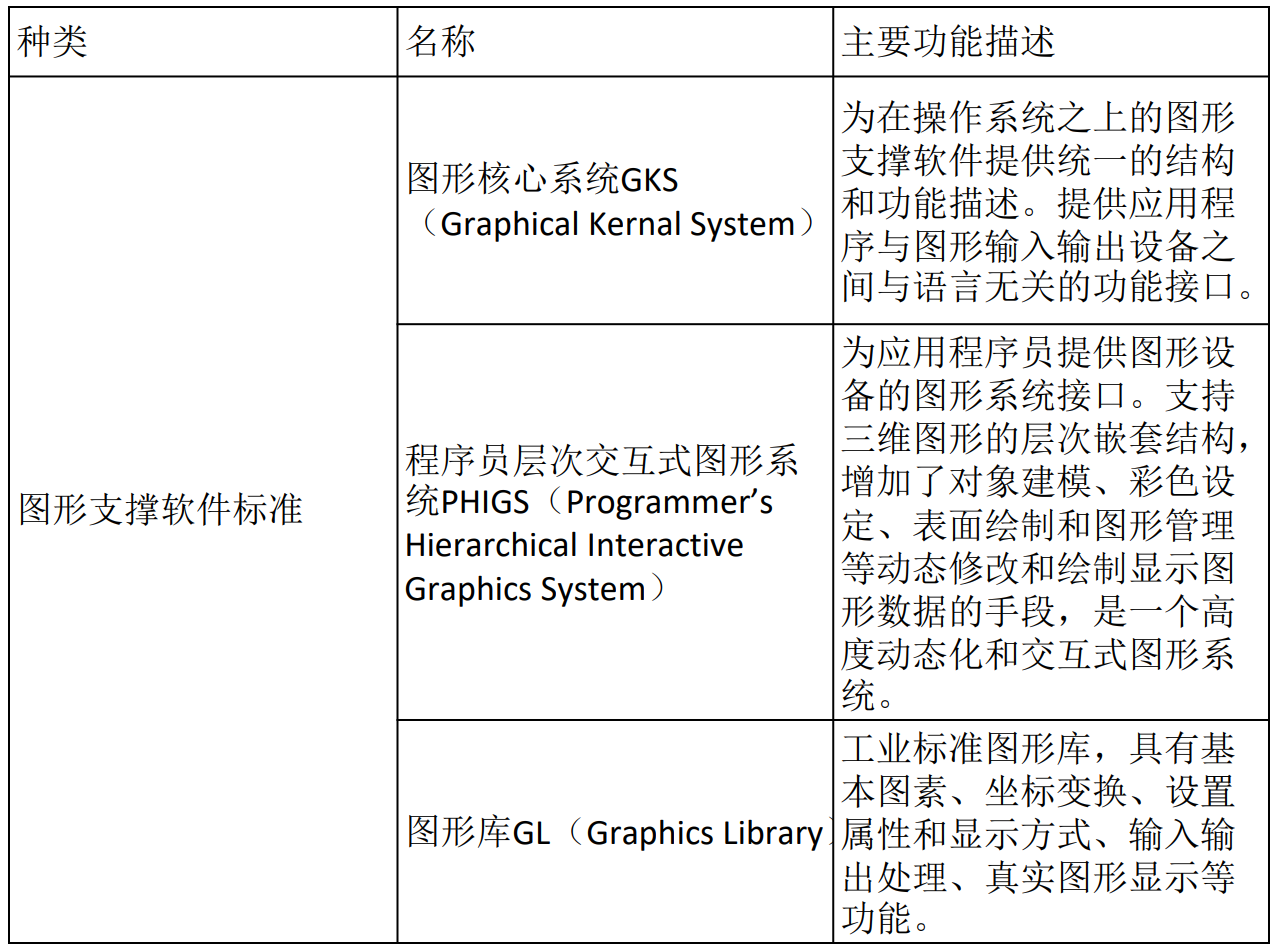 种类
名称
主要功能描述
图形支撑软件标准
图形核心系统GKS
（Graphical Kernal System）
为在操作系统之上的图形
支撑软件提供统一的结构
和功能描述。提供应用程
序与图形输入输出设备之
间与语言无关的功能接口。
程序员层次交互式图形系
统PHIGS（Programmer’s
Hierarchical Interactive
Graphics System）
为应用程序员提供图形设
备的图形系统接口。支持
三维图形的层次嵌套结构，
增加了对象建模、彩色设
定、表面绘制和图形管理
等动态修改和绘制显示图
形数据的手段，是一个高
度动态化和交互式图形系
统。
图形库GL（Graphics Library）
工业标准图形库，具有基
本图素、坐标变换、设置
属性和显示方式、输入输
出处理、真实图形显示等
功能。